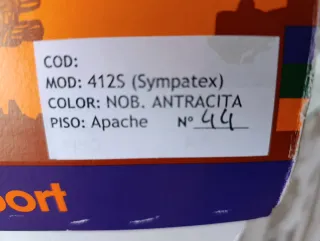 COD:
MOD: 412S (Sympatex)
COLOR: NOB. ANTRACITA
PISO: Apache Nº 44
port